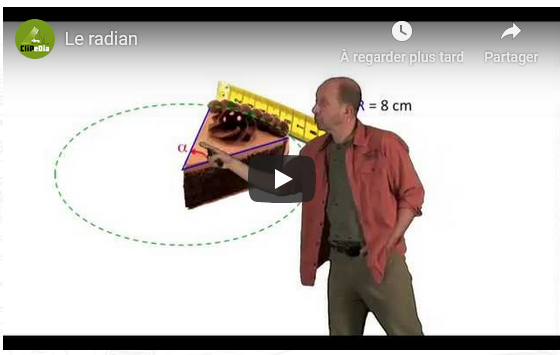 CLIPeDIA
Le radian
À regarder plus tard
Partager
R = 8 cm
α